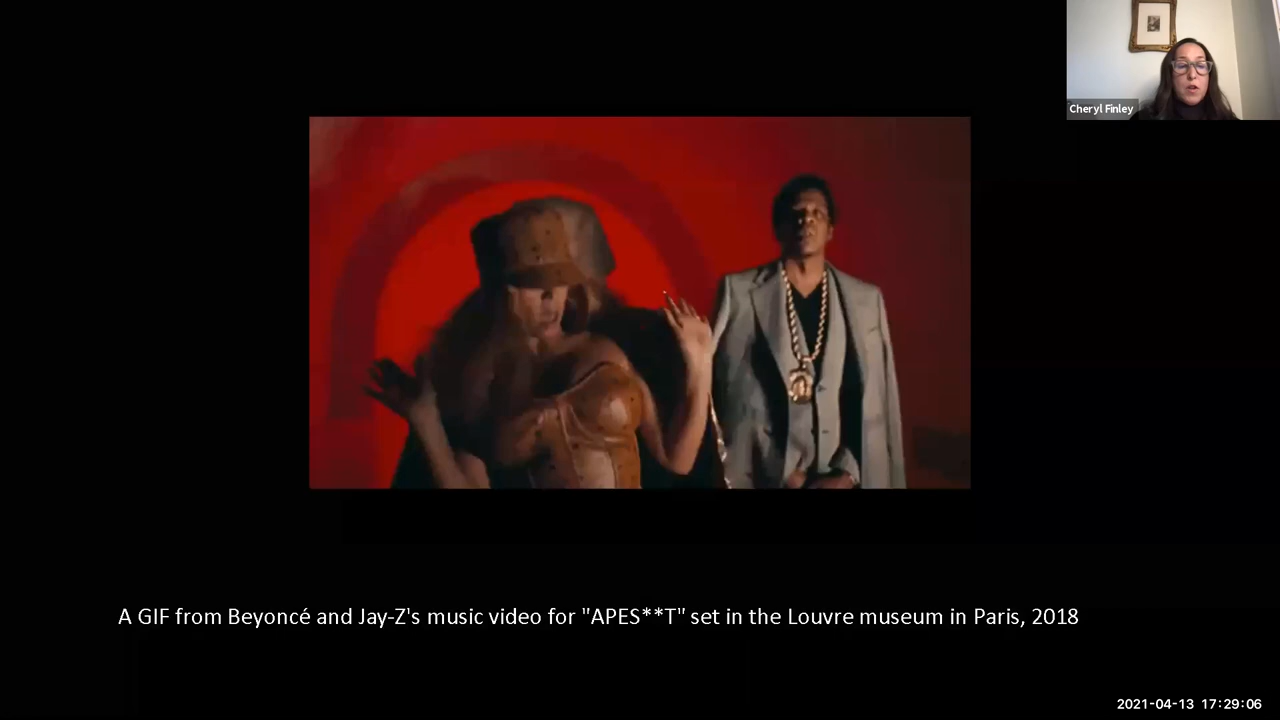 Cheryl Finley
A GIF from Beyoncé and Jay-Z's music video for "APES**T" set in the Louvre museum in Paris, 2018
2021-04-13 17:29:06